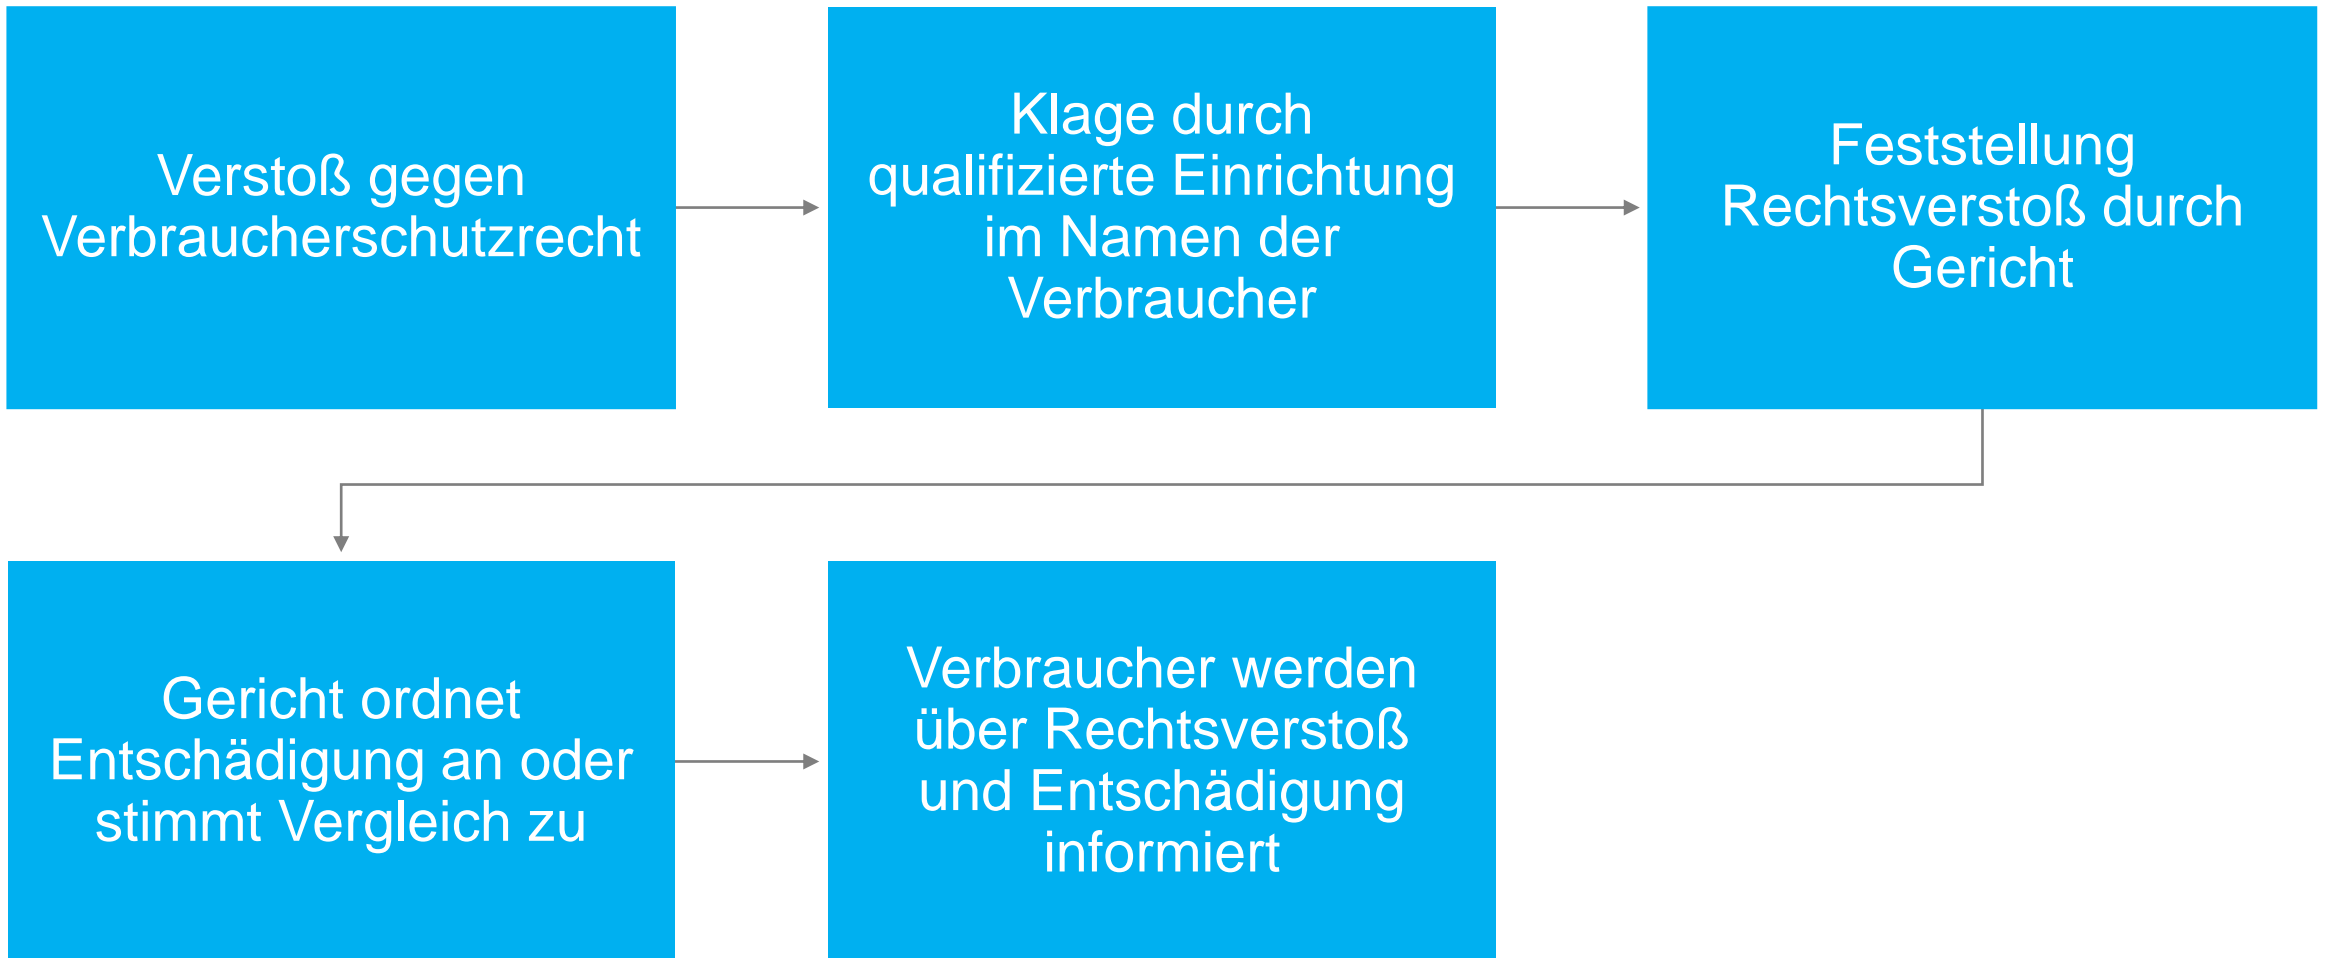 Verstoß gegen
Verbraucherschutzrecht
Klage durch
qualifizierte Einrichtung
im Namen der
Verbraucher
Feststellung
Rechtsverstoß durch
Gericht
Gericht ordnet
Entschädigung an oder
stimmt Vergleich zu
Verbraucher werden
über Rechtsverstoß
und Entschädigung
informiert